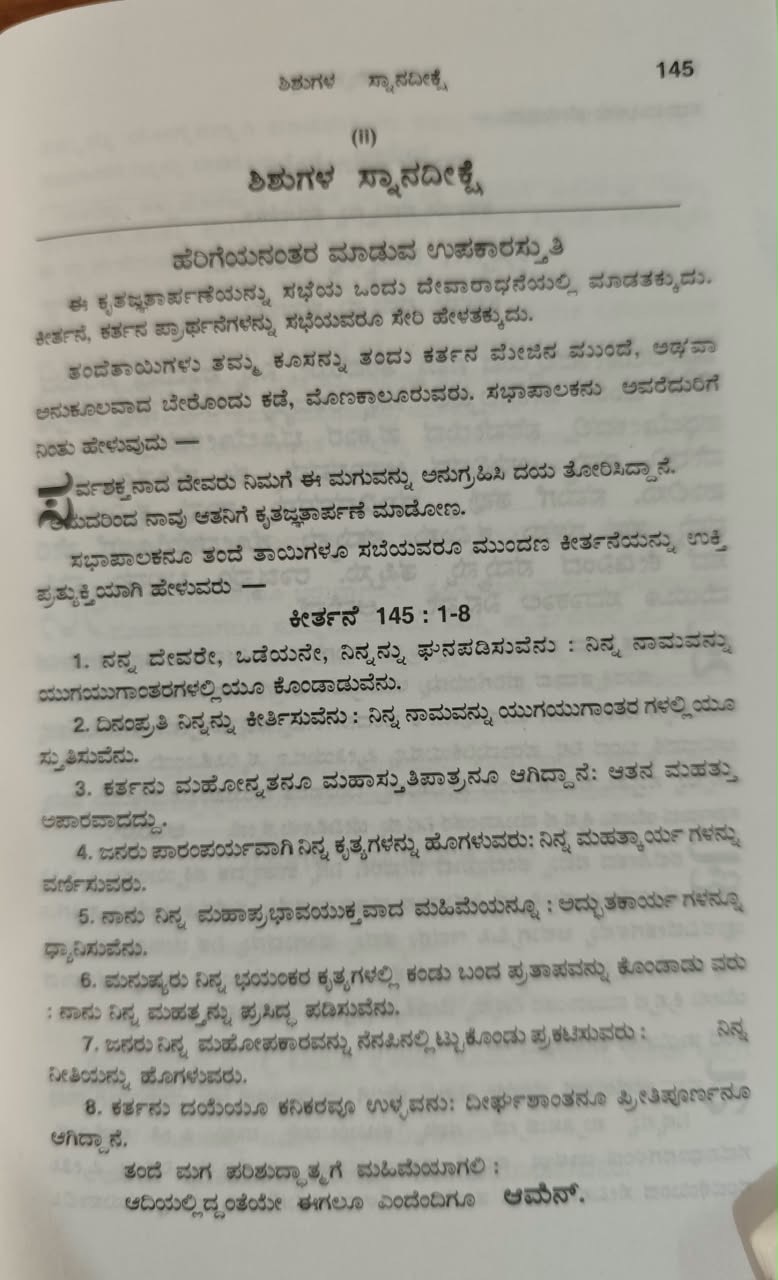 ಶಿಶುಗಳ ಸ್ನಾನದೀಕ್ಷೆ 145
(II)
ಶಿಶುಗಳ ಸ್ನಾನದೀಕ್ಷೆ
ಹೆರಿಗೆಯನಂತರ ಮಾಡುವ ಉಪಕಾರಸ್ತುತಿ
ಈ ಕೃತಜ್ಞತಾರ್ಪಣೆಯನ್ನು ಸಭೆಯ ಒಂದು ದೇವಾರಾಧನೆಯಲ್ಲಿ ಮಾಡತಕ್ಕುದು.
ಕೀರ್ತನೆ, ಕರ್ತನ ಪ್ರಾರ್ಥನೆಗಳನ್ನು ಸಭೆಯವರೂ ಸೇರಿ ಹೇಳತಕ್ಕುದು.
ತಂದೆತಾಯಿಗಳು ತಮ್ಮ ಕೂಸನ್ನು ತಂದು ಕರ್ತನ ಮೇಜಿನ ಮುಂದೆ, ಅಥವಾ
ಅನುಕೂಲವಾದ ಬೇರೊಂದು ಕಡೆ, ಮೊಣಕಾಲೂರುವರು. ಸಭಾಪಾಲಕನು ಅವರೆದುರಿಗೆ
ನಿಂತು ಹೇಳುವುದು —
ಸರ್ವಶಕ್ತನಾದ ದೇವರು ನಿಮಗೆ ಈ ಮಗುವನ್ನು ಅನುಗ್ರಹಿಸಿ ದಯ ತೋರಿಸಿದ್ದಾನೆ.
ಆದುದರಿಂದ ನಾವು ಆತನಿಗೆ ಕೃತಜ್ಞತಾರ್ಪಣೆ ಮಾಡೋಣ.
ಸಭಾಪಾಲಕನೂ ತಂದೆ ತಾಯಿಗಳೂ ಸಬೆಯವರೂ ಮುಂದಣ ಕೀರ್ತನೆಯನ್ನು ಉಕ್ತಿ
ಪ್ರತ್ಯುಕ್ತಿಯಾಗಿ ಹೇಳುವರು —
ಕೀರ್ತನೆ 145 : 1-8
1. ನನ್ನ ದೇವರೇ, ಒಡೆಯನೇ, ನಿನ್ನನ್ನು ಘನಪಡಿಸುವೆನು : ನಿನ್ನ ನಾಮವನ್ನು
ಯುಗಯುಗಾಂತರಗಳಲ್ಲಿಯೂ ಕೊಂಡಾಡುವೆನು.
2. ದಿನಂಪ್ರತಿ ನಿನ್ನನ್ನು ಕೀರ್ತಿಸುವೆನು : ನಿನ್ನ ನಾಮವನ್ನು ಯುಗಯುಗಾಂತರ ಗಳಲ್ಲಿಯೂ
ಸ್ತುತಿಸುವೆನು.
3. ಕರ್ತನು ಮಹೋನ್ನತನೂ ಮಹಾಸ್ತುತಿಪಾತ್ರನೂ ಆಗಿದ್ದಾನೆ: ಆತನ ಮಹತ್ತು
ಅಪಾರವಾದದ್ದು.
4. ಜನರು ಪಾರಂಪರ್ಯವಾಗಿ ನಿನ್ನ ಕೃತ್ಯಗಳನ್ನು ಹೊಗಳುವರು: ನಿನ್ನ ಮಹತ್ಕಾರ್ಯ ಗಳನ್ನು
ವರ್ಣಿಸುವರು.
5. ನಾನು ನಿನ್ನ ಮಹಾಪ್ರಭಾವಯುಕ್ತವಾದ ಮಹಿಮೆಯನ್ನೂ : ಅದ್ಭುತಕಾರ್ಯ ಗಳನ್ನೂ
ಧ್ಯಾನಿಸುವೆನು.
6. ಮನುಷ್ಯರು ನಿನ್ನ ಭಯಂಕರ ಕೃತ್ಯಗಳಲ್ಲಿ ಕಂಡು ಬಂದ ಪ್ರತಾಪವನ್ನು ಕೊಂಡಾಡು ವರು
: ನಾನು ನಿನ್ನ ಮಹತ್ತನ್ನು ಪ್ರಸಿದ್ಧ ಪಡಿಸುವೆನು.
7. ಜನರು ನಿನ್ನ ಮಹೋಪಕಾರವನ್ನು ನೆನಪಿನಲ್ಲಿಟ್ಟುಕೊಂಡು ಪ್ರಕಟಿಸುವರು : ನಿನ್ನ
ನೀತಿಯನ್ನು ಹೊಗಳುವರು.
8. ಕರ್ತನು ದಯೆಯೂ ಕನಿಕರವೂ ಉಳ್ಳವನು: ದೀರ್ಘಶಾಂತನೂ ಪ್ರೀತಿಪೂರ್ಣನೂ
ಆಗಿದ್ದಾನೆ.
ತಂದೆ ಮಗ ಪರಿಶುದ್ಧಾತ್ಮಗೆ ಮಹಿಮೆಯಾಗಲಿ :
ಆದಿಯಲ್ಲಿದ್ದಂತೆಯೇ ಈಗಲೂ ಎಂದೆಂದಿಗೂ ಆಮೆನ್.